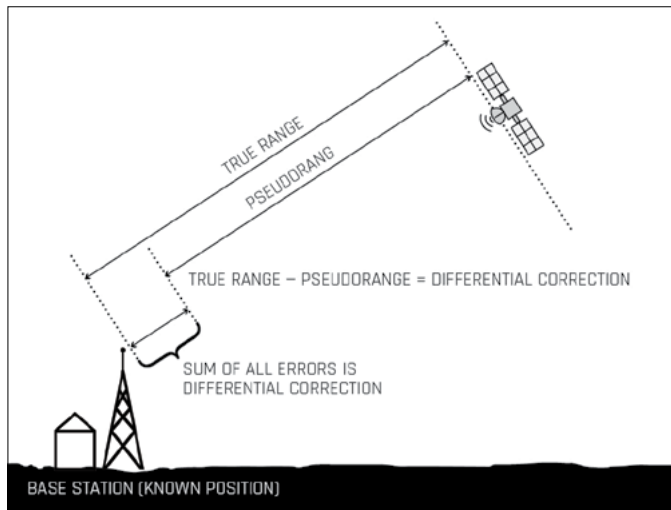 TRUE RANGE
PSEUDORANG
TRUE RANGE – PSEUDORANGE = DIFFERENTIAL CORRECTION
SUM OF ALL ERRORS IS
DIFFERENTIAL CORRECTION
BASE STATION (KNOWN POSITION)